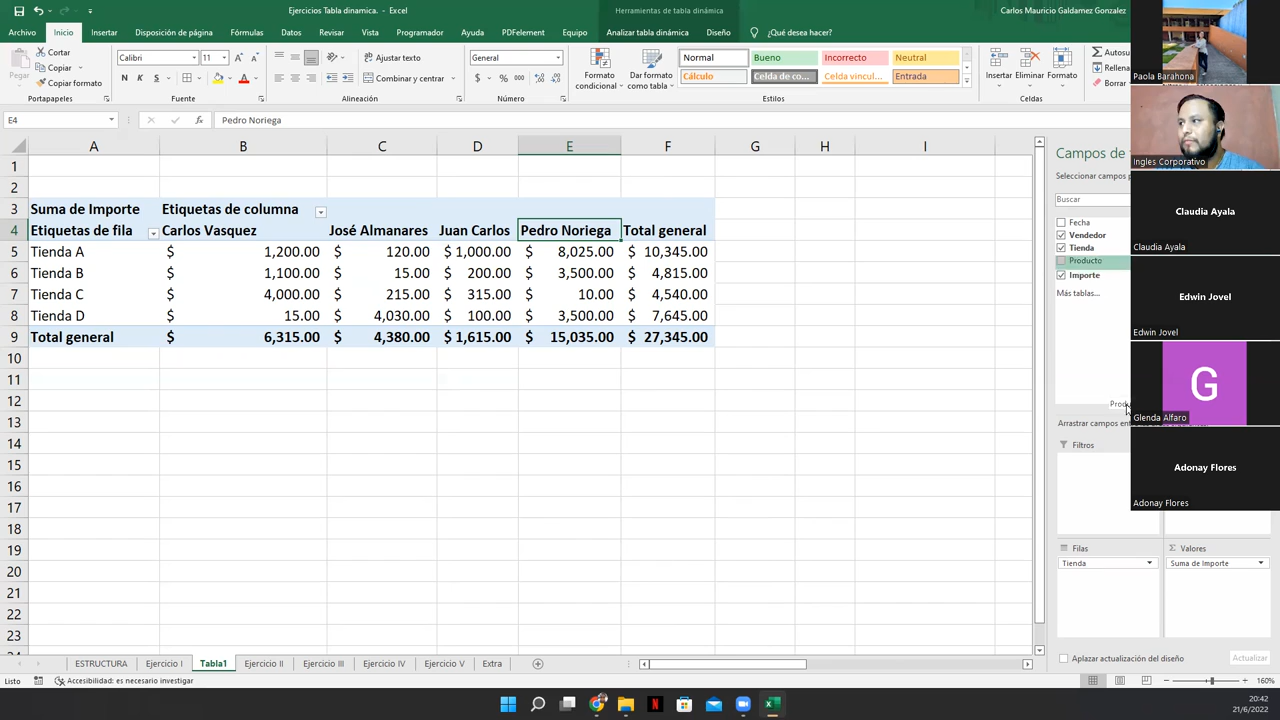 Ejercicios Tabla dinamica. - Excel
Herramientas de tabla dinámica
Carlos Mauricio Galdamez Gonzalez
Archivo Inicio Insertar Disposición de página Fórmulas Datos Revisar Vista Programador Ayuda PDFelement Equipo Analizar tabla dinámica Diseño ¿Qué desea hacer?
Pegar
Cortar
Copiar
Copiar formato
Portapapeles
Calibri 11
N K S
Fuente
Ajustar texto
Combinar y centrar
Alineación
General
$ % 000
Número
Formato condicional
Dar formato como tabla
Normal Bueno Incorrecto Neutral
Cálculo Celda de co... Celda vincul... Entrada
Estilos
Insertar Eliminar Formato
Celdas
Autosu
Rellena
Borrar
E4
fx
Pedro Noriega
A B C D E F G H I
1
2
3 Suma de Importe Etiquetas de columna
4 Etiquetas de fila Carlos Vasquez José Almanares Juan Carlos Pedro Noriega Total general
5 Tienda A $ 1,200.00 $ 120.00 $ 1,000.00 $ 8,025.00 $ 10,345.00
6 Tienda B $ 1,100.00 $ 15.00 $ 200.00 $ 3,500.00 $ 4,815.00
7 Tienda C $ 4,000.00 $ 215.00 $ 315.00 $ 10.00 $ 4,540.00
8 Tienda D $ 15.00 $ 4,030.00 $ 100.00 $ 3,500.00 $ 7,645.00
9 Total general $ 6,315.00 $ 4,380.00 $ 1,615.00 $ 15,035.00 $ 27,345.00
10
11
12
13
14
15
16
17
18
19
20
21
22
23
Campos de
Seleccionar campos p
Buscar
Fecha
Vendedor
Tienda
Producto
Importe
Más tablas...
Arrastrar campos en
Filtros
Filas
Tienda
Σ Valores
Suma de Importe
Aplazar actualización del diseño
Actualizar
Paola Barahona
Ingles Corporativo
Claudia Ayala
Claudia Ayala
Edwin Jovel
Edwin Jovel
G
Glenda Alfaro
Adonay Flores
Adonay Flores
ESTRUCTURA Ejercicio I Tabla1 Ejercicio II Ejercicio III Ejercicio IV Ejercicio V Extra
Listo
Accesibilidad: es necesario investigar
160%
20:42
21/6/2022